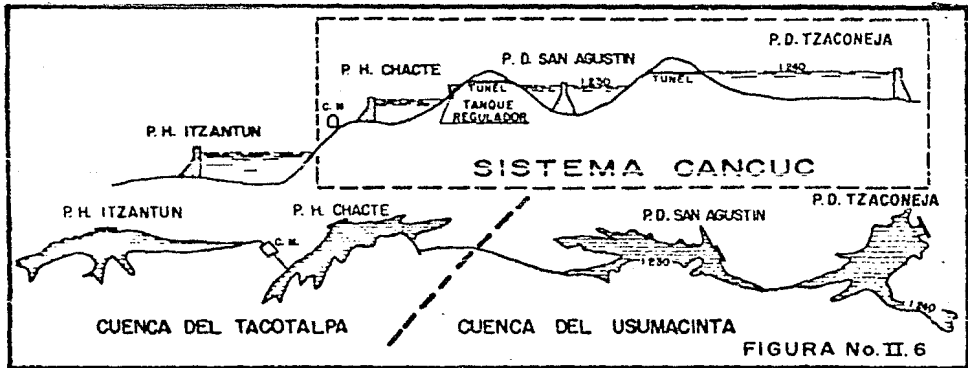 P. D. TZACONEJA
P. D. SAN AGUSTIN
P. H. CHACTE
1240
TUNEL
TUNEL
1230
TANQUE
REGULADOR
C. M.
P. H. ITZANTUN
SISTEMA CANCUC
P. H. ITZANTUN
P. H. CHACTE
P. D. SAN AGUSTIN
P. D. TZACONEJA
C. M.
1230
1240
CUENCA DEL TACOTALPA
CUENCA DEL USUMACINTA
FIGURA No. II. 6